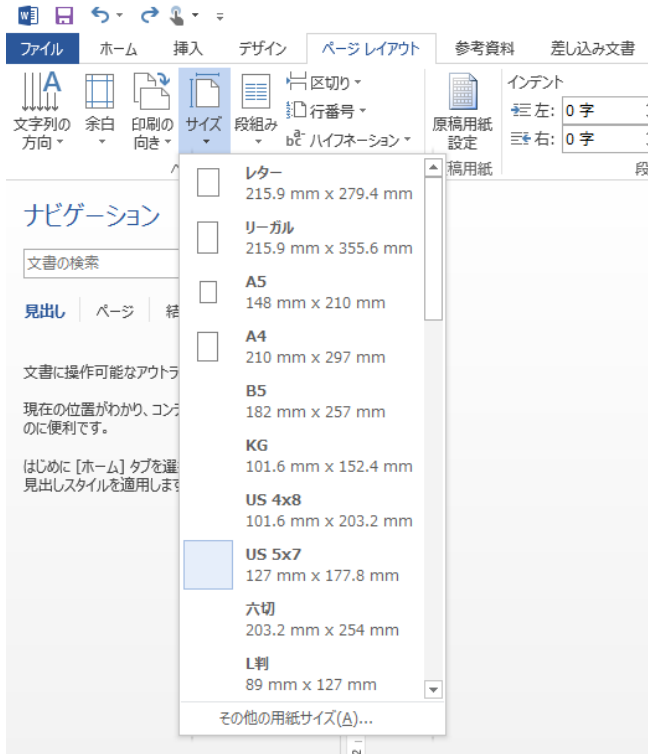 ファイル ホーム 挿入 デザイン ページ レイアウト 参考資料 差し込み文書
文字列の方向 余白 印刷の向き サイズ 段組み
区切り
行番号
ハイフネーション
原稿用紙設定
インデント
左: 0 字
右: 0 字
稿用紙
段
ナビゲーション
文書の検索
見出し ページ 結
文書に操作可能なアウトラ
現在の位置がわかり、コンテ
のに便利です。
はじめに [ホーム] タブを選
見出しスタイルを適用しま
レター
215.9 mm x 279.4 mm
リーガル
215.9 mm x 355.6 mm
A5
148 mm x 210 mm
A4
210 mm x 297 mm
B5
182 mm x 257 mm
KG
101.6 mm x 152.4 mm
US 4x8
101.6 mm x 203.2 mm
US 5x7
127 mm x 177.8 mm
六切
203.2 mm x 254 mm
L判
89 mm x 127 mm
その他の用紙サイズ(A)...
2